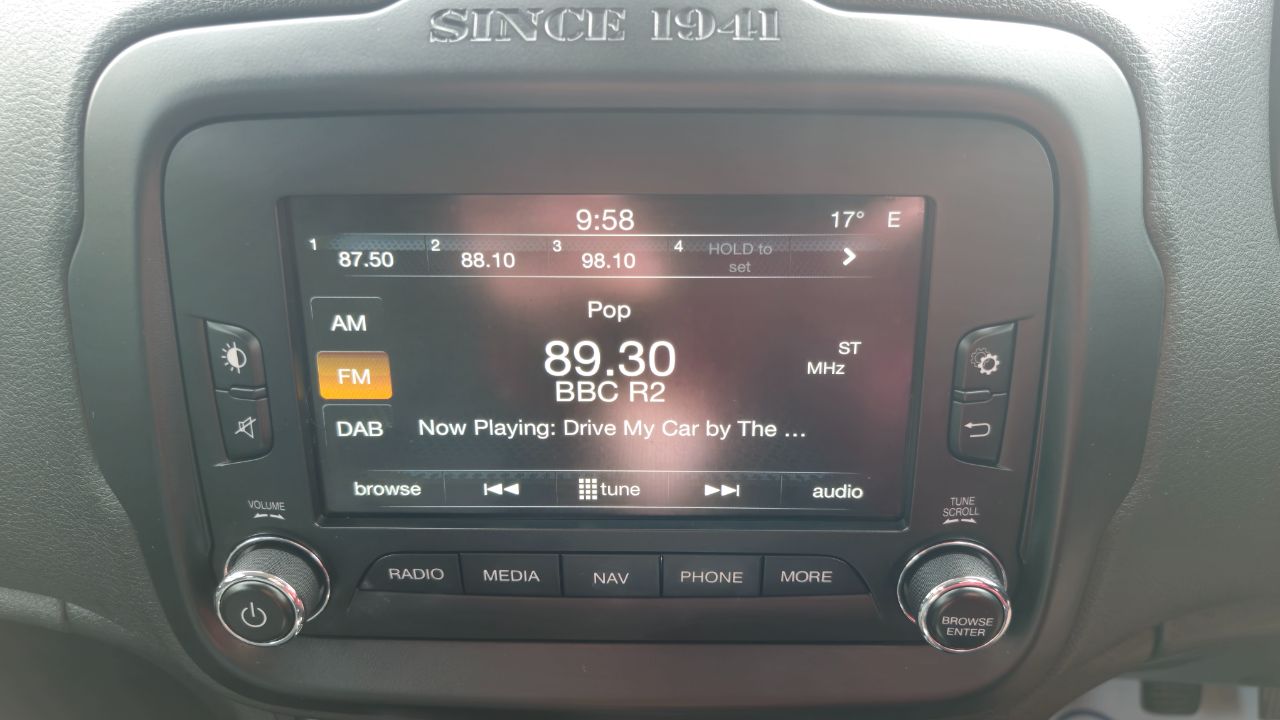 SINCE 1941
9:58 17° E
1 87.50 2 88.10 3 98.10 4 HOLD to set
AM
Pop
FM
89.30
ST
MHz
BBC R2
DAB
Now Playing: Drive My Car by The ...
browse tune audio
VOLUME
TUNE
SCROLL
RADIO MEDIA NAV PHONE MORE
BROWSE
ENTER